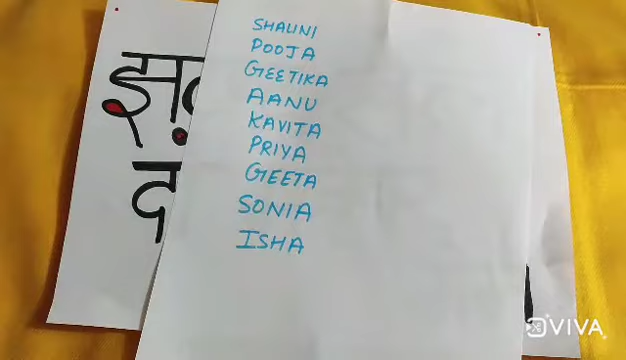 SHALINI
POOJA
GEETIKA
AANU
KAVITA
PRIYA
GEETA
SONIA
ISHA
VIVA